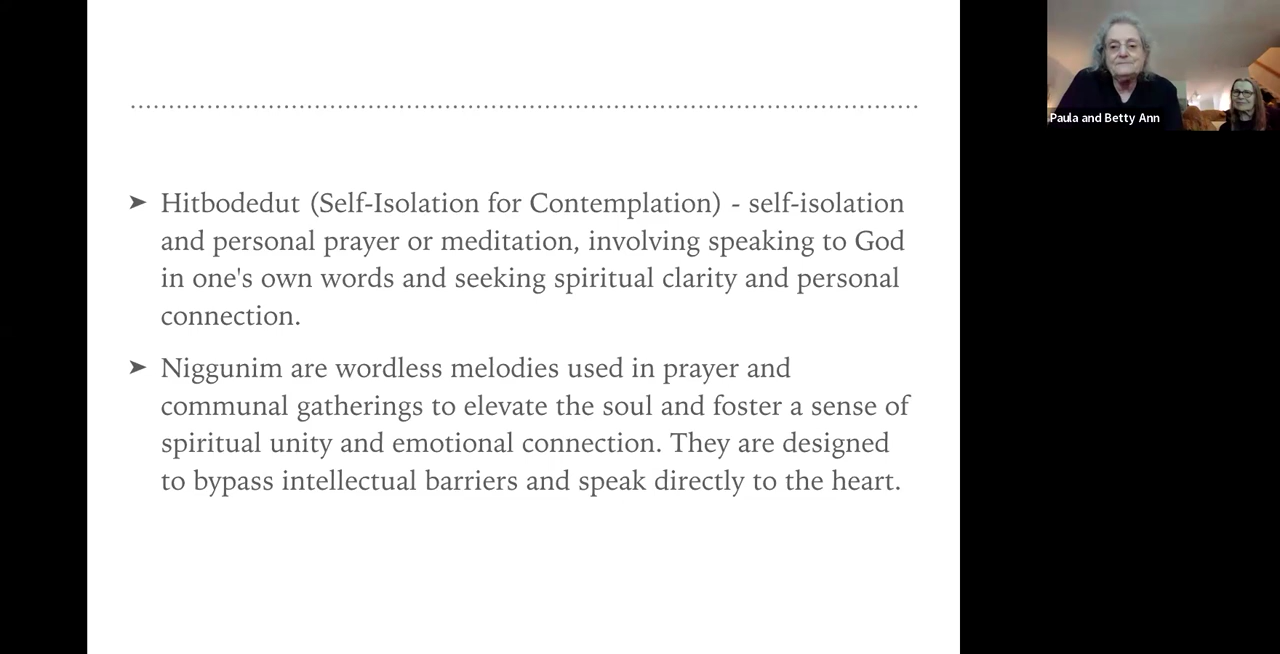 ➤ Hitbodedut (Self-Isolation for Contemplation) - self-isolation
and personal prayer or meditation, involving speaking to God
in one's own words and seeking spiritual clarity and personal
connection.
➤ Niggunim are wordless melodies used in prayer and
communal gatherings to elevate the soul and foster a sense of
spiritual unity and emotional connection. They are designed
to bypass intellectual barriers and speak directly to the heart.
Paula and Betty Ann